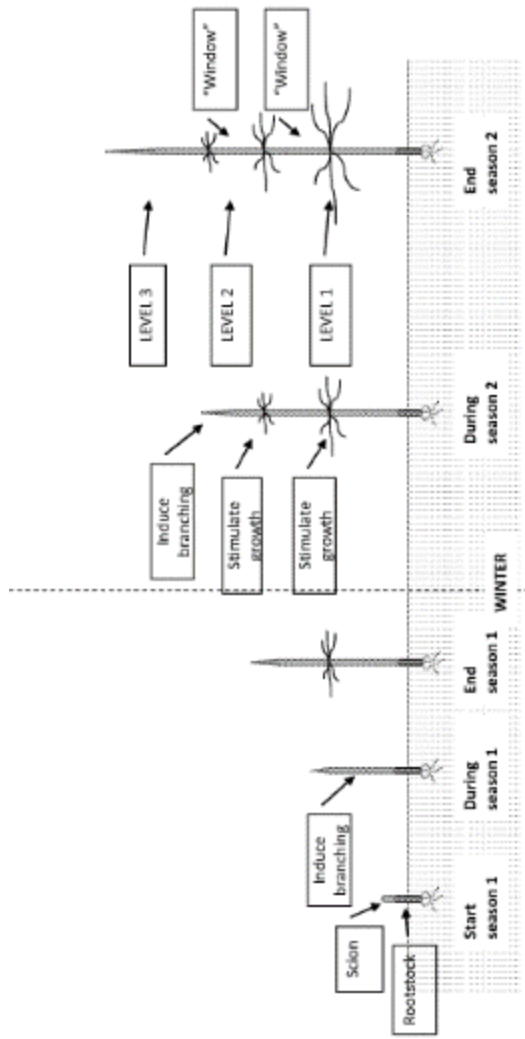 Scion
Rootstock
Start
season 1
Induce
branching
During
season 1
End
season 1
WINTER
Induce
branching
Stimulate
growth
Stimulate
growth
During
season 2
LEVEL 3
LEVEL 2
LEVEL 1
"Window"
"Window"
End
season 2